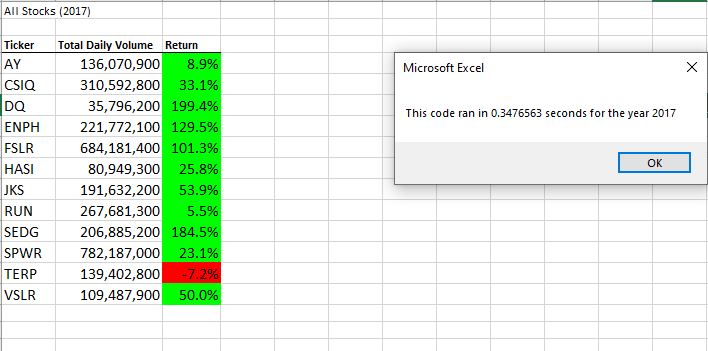 All Stocks (2017)
Ticker Total Daily Volume Return
AY 136,070,900 8.9%
CSIQ 310,592,800 33.1%
DQ 35,796,200 199.4%
ENPH 221,772,100 129.5%
FSLR 684,181,400 101.3%
HASI 80,949,300 25.8%
JKS 191,632,200 53.9%
RUN 267,681,300 5.5%
SEDG 206,885,200 184.5%
SPWR 782,187,000 23.1%
TERP 139,402,800 -7.2%
VSLR 109,487,900 50.0%
Microsoft Excel
This code ran in 0.3476563 seconds for the year 2017
OK